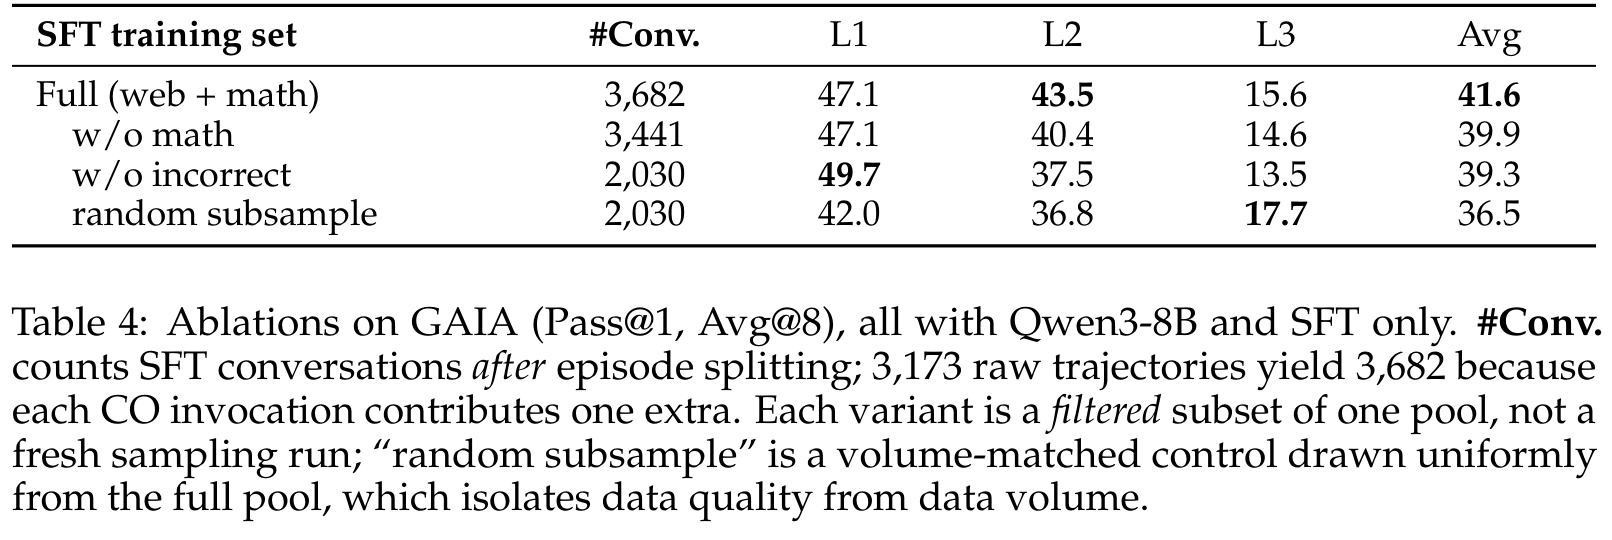 SFT training set #Conv. L1 L2 L3 Avg
Full (web + math) 3,682 47.1 43.5 15.6 41.6
w/o math 3,441 47.1 40.4 14.6 39.9
w/o incorrect 2,030 49.7 37.5 13.5 39.3
random subsample 2,030 42.0 36.8 17.7 36.5
Table 4: Ablations on GAIA (Pass@1, Avg@8), all with Qwen3-8B and SFT only. #Conv.
counts SFT conversations after episode splitting; 3,173 raw trajectories yield 3,682 because
each CO invocation contributes one extra. Each variant is a filtered subset of one pool, not a
fresh sampling run; “random subsample” is a volume-matched control drawn uniformly
from the full pool, which isolates data quality from data volume.